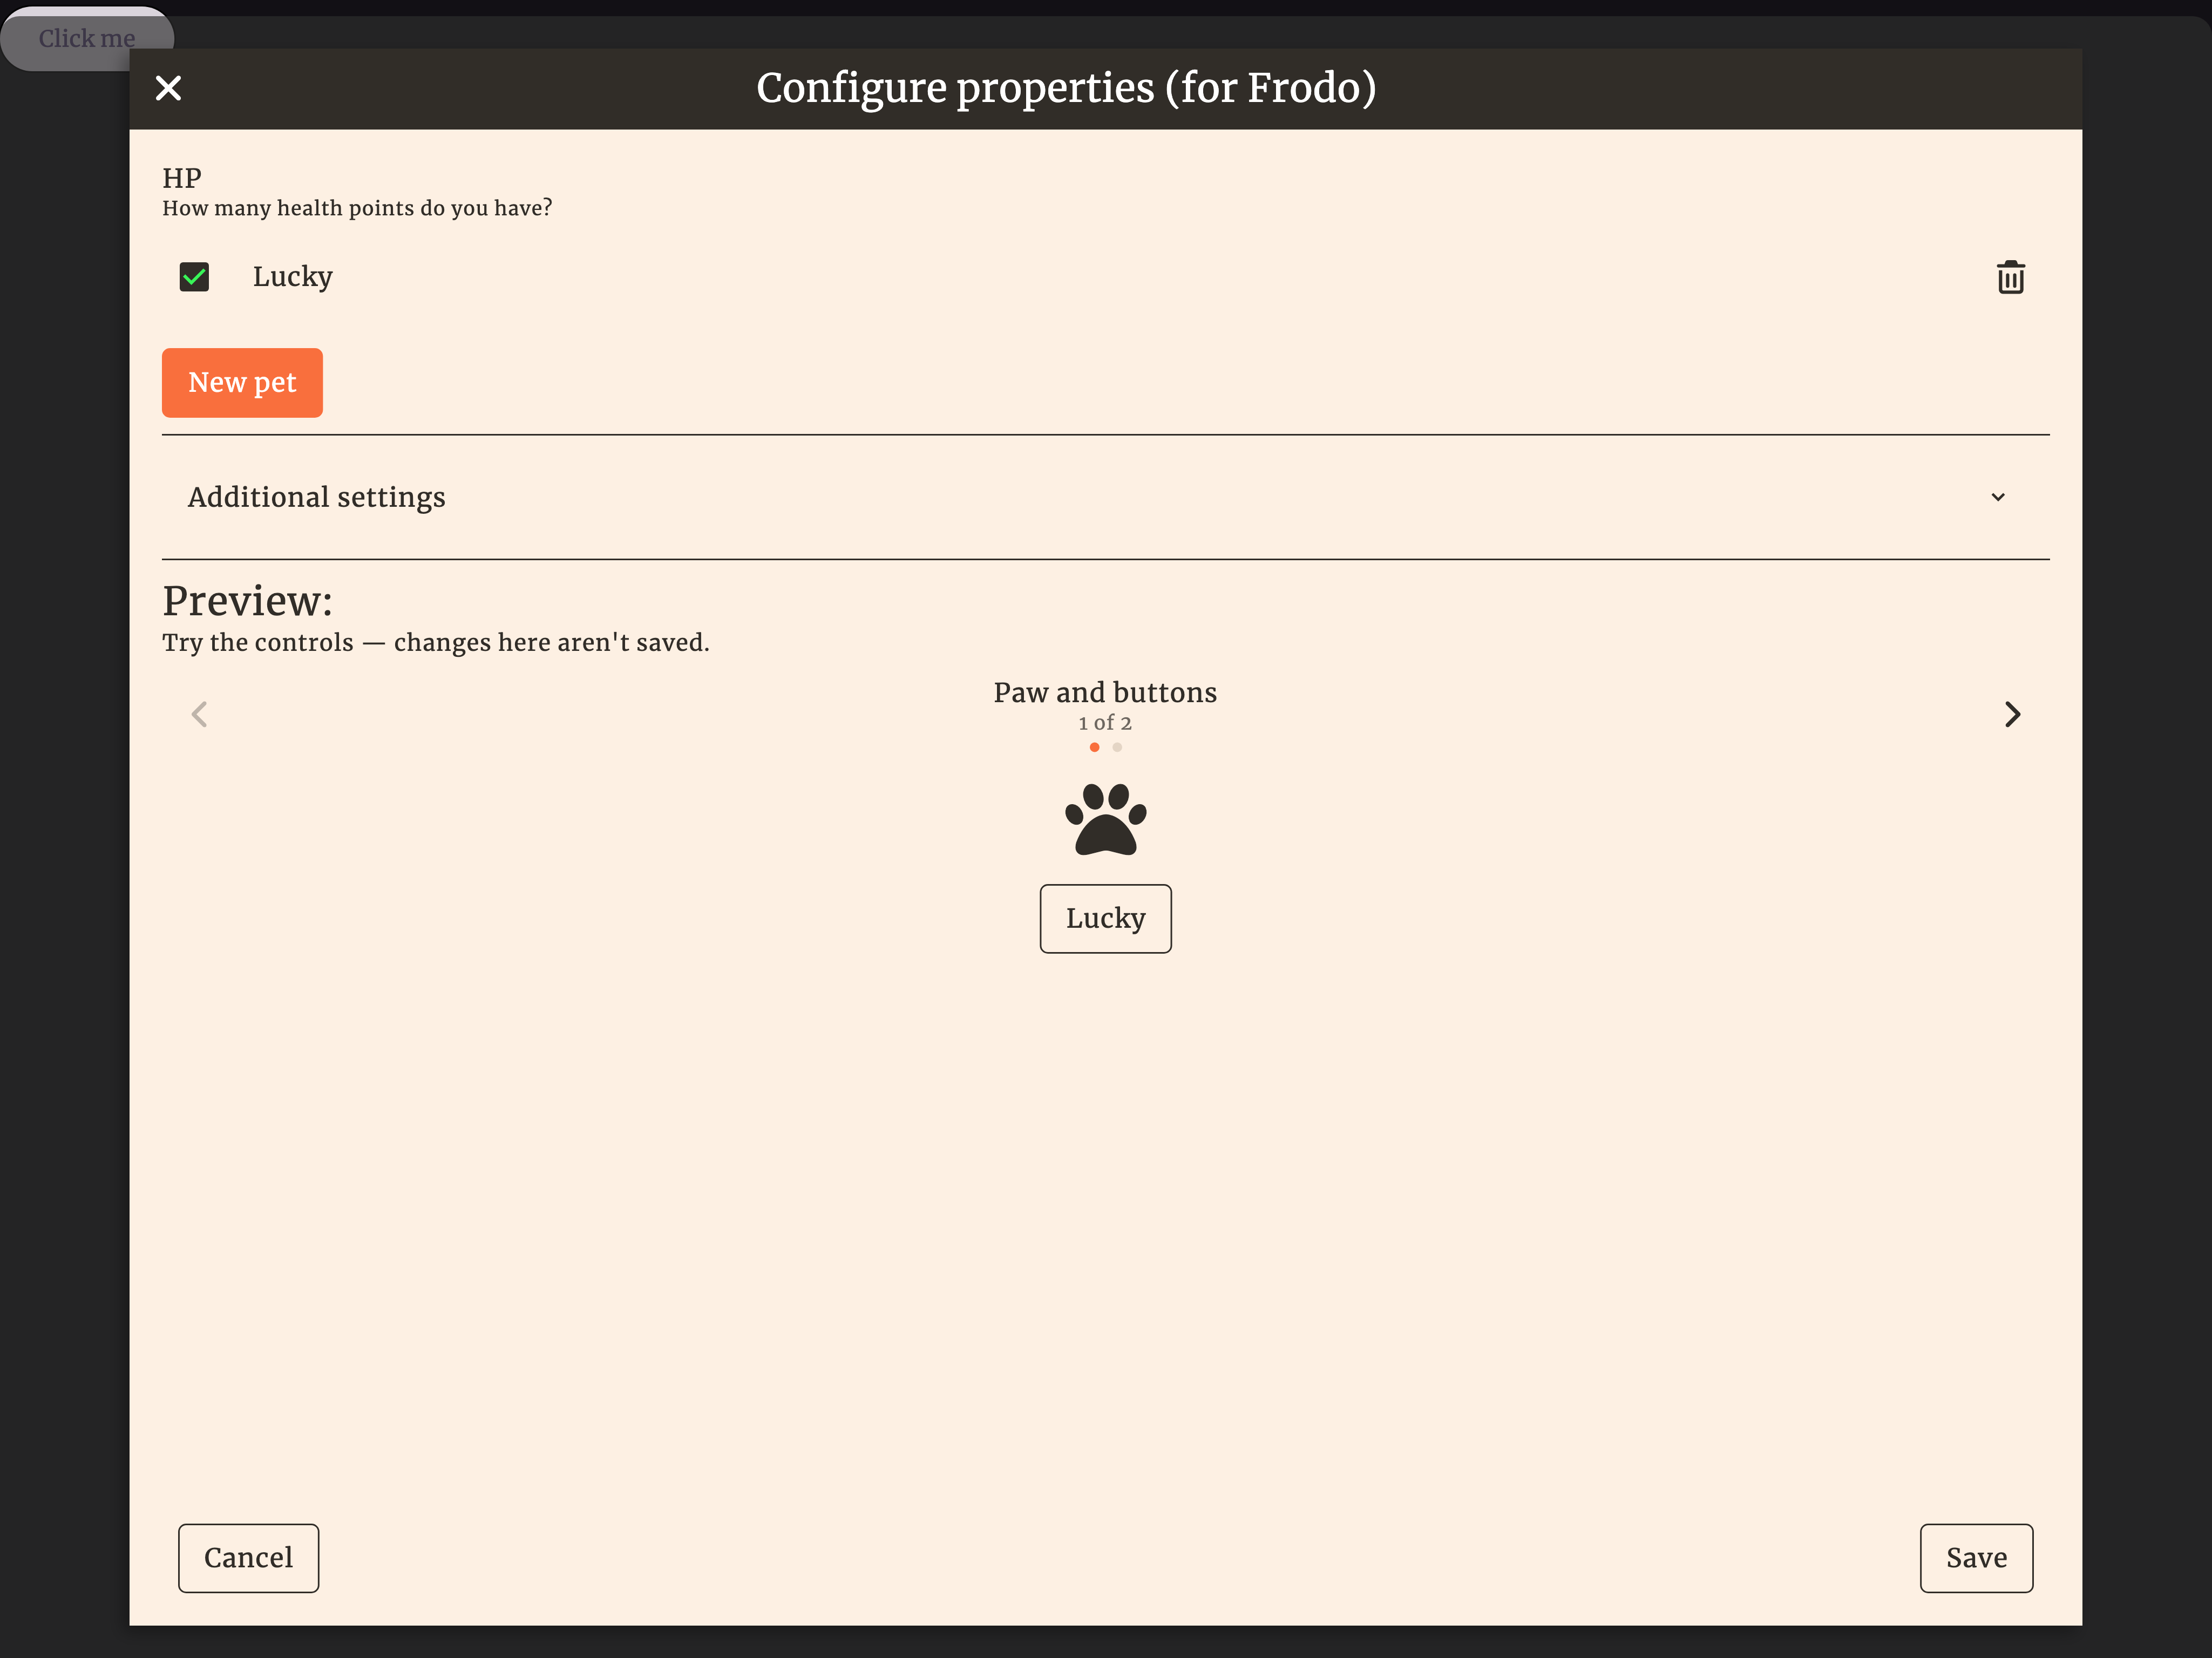 Click me
Configure properties (for Frodo)
HP
How many health points do you have?
Lucky
New pet
Additional settings
Preview:
Try the controls — changes here aren't saved.
Paw and buttons
1 of 2
Lucky
Cancel
Save